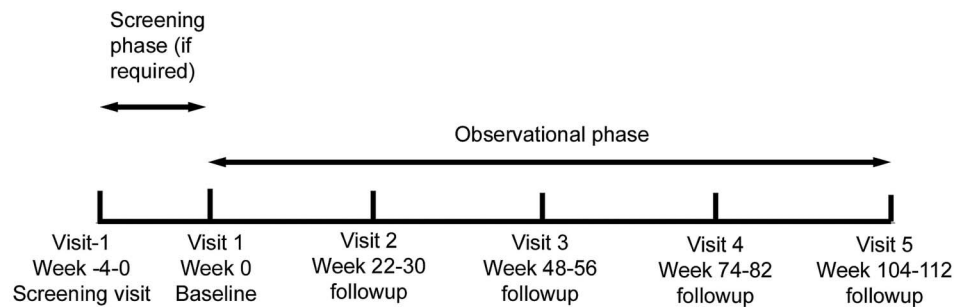 Screening
phase (if
required)
Observational phase
Visit-1
Week -4-0
Screening visit
Visit 1
Week 0
Baseline
Visit 2
Week 22-30
followup
Visit 3
Week 48-56
followup
Visit 4
Week 74-82
followup
Visit 5
Week 104-112
followup